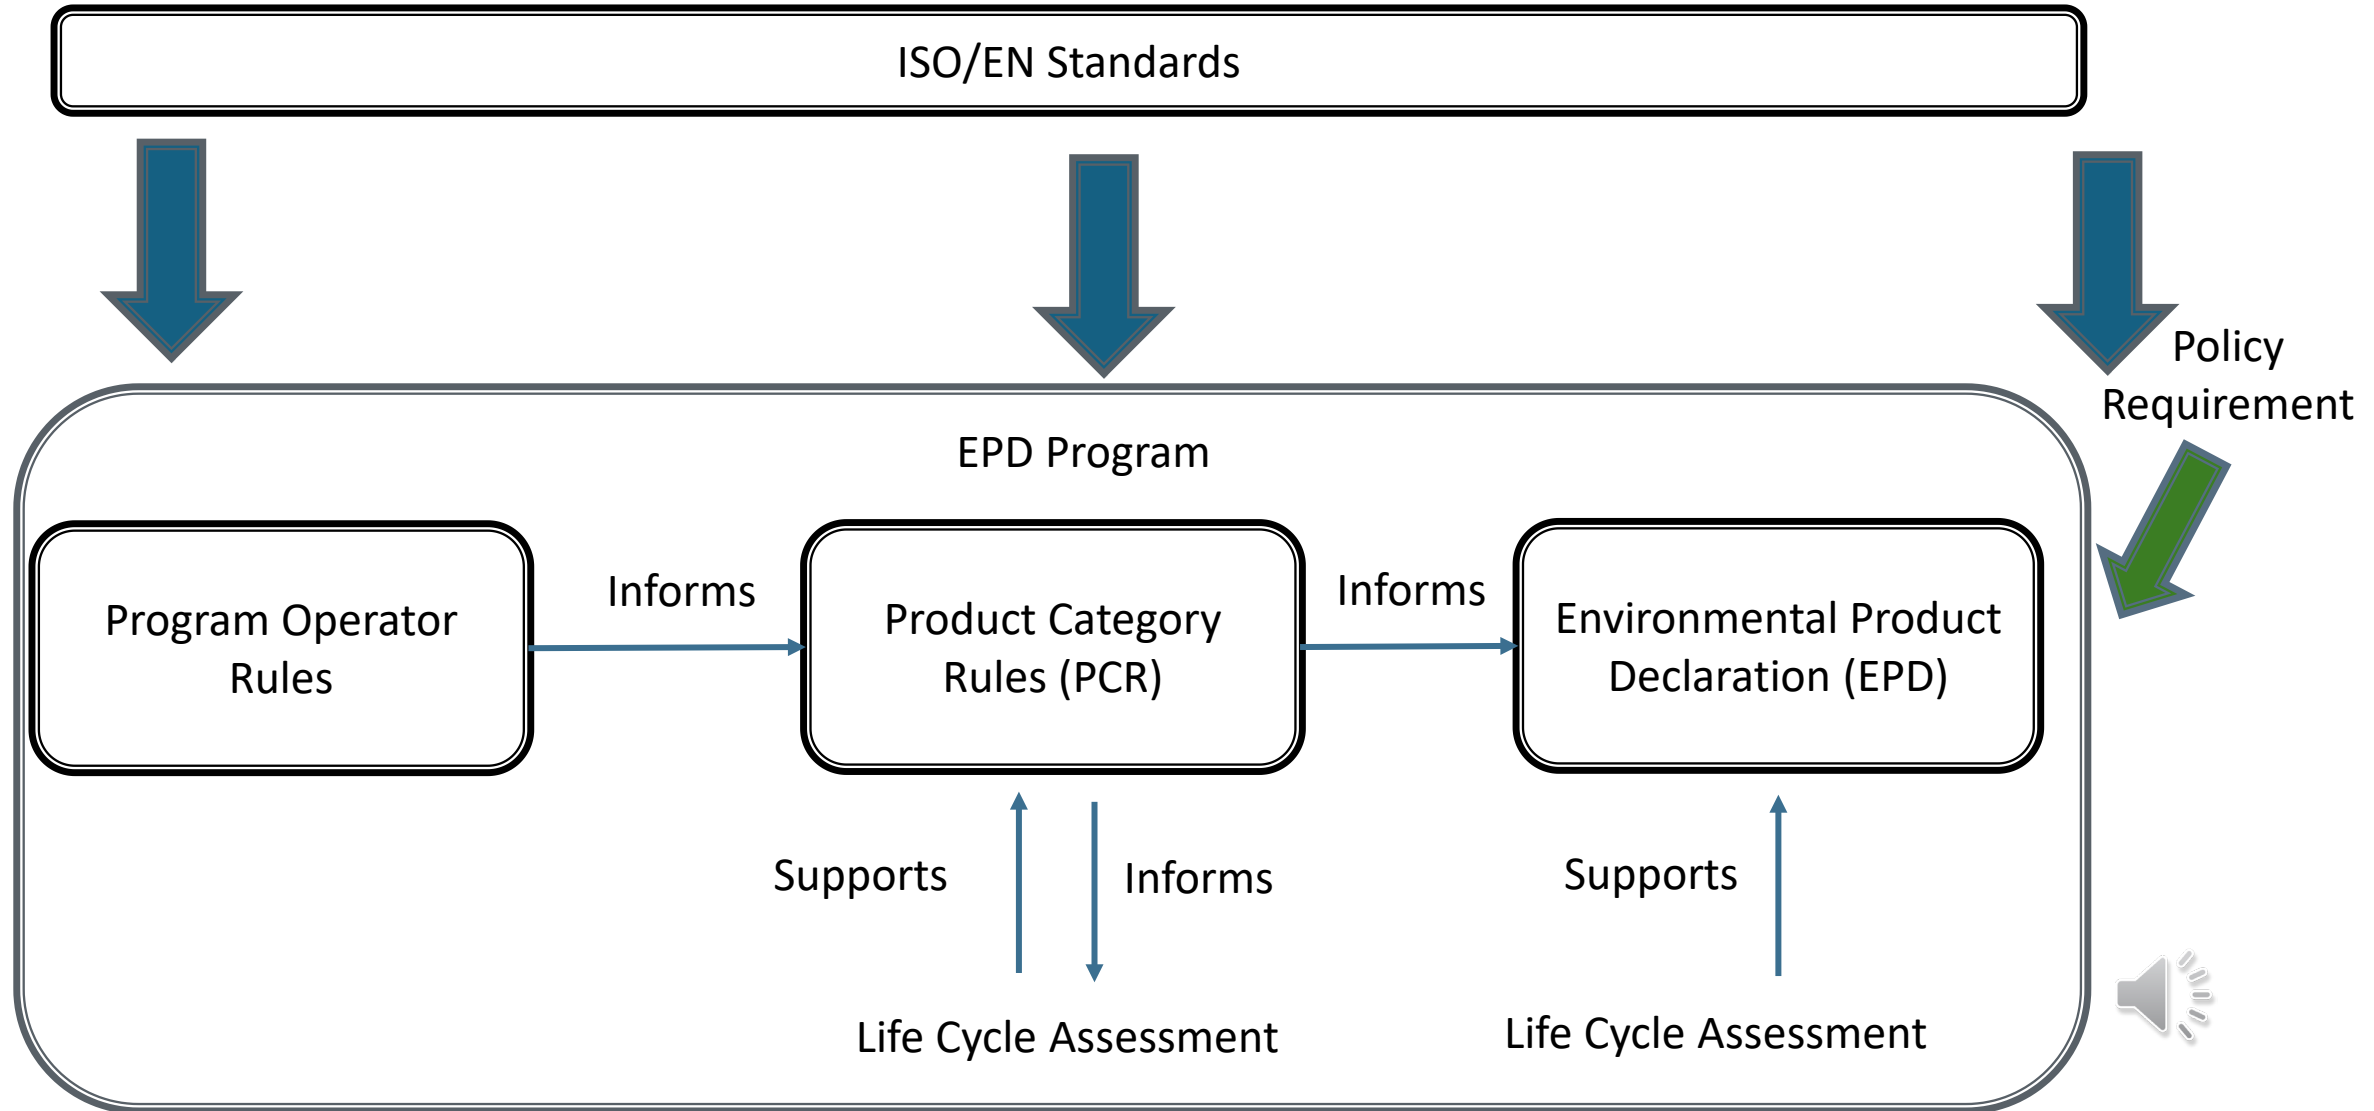 ISO/EN Standards
Policy
Requirement
EPD Program
Program Operator
Rules
Informs
Product Category
Rules (PCR)
Informs
Environmental Product
Declaration (EPD)
Supports
Informs
Supports
Life Cycle Assessment
Life Cycle Assessment